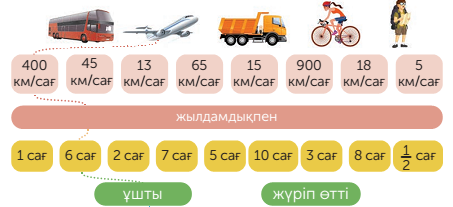 400 км/сағ
45 км/сағ
13 км/сағ
65 км/сағ
15 км/сағ
900 км/сағ
18 км/сағ
5 км/сағ
жылдамдықпен
1 сағ
6 сағ
2 сағ
7 сағ
5 сағ
10 сағ
3 сағ
8 сағ
1/2 сағ
ұшты
жүріп өтті